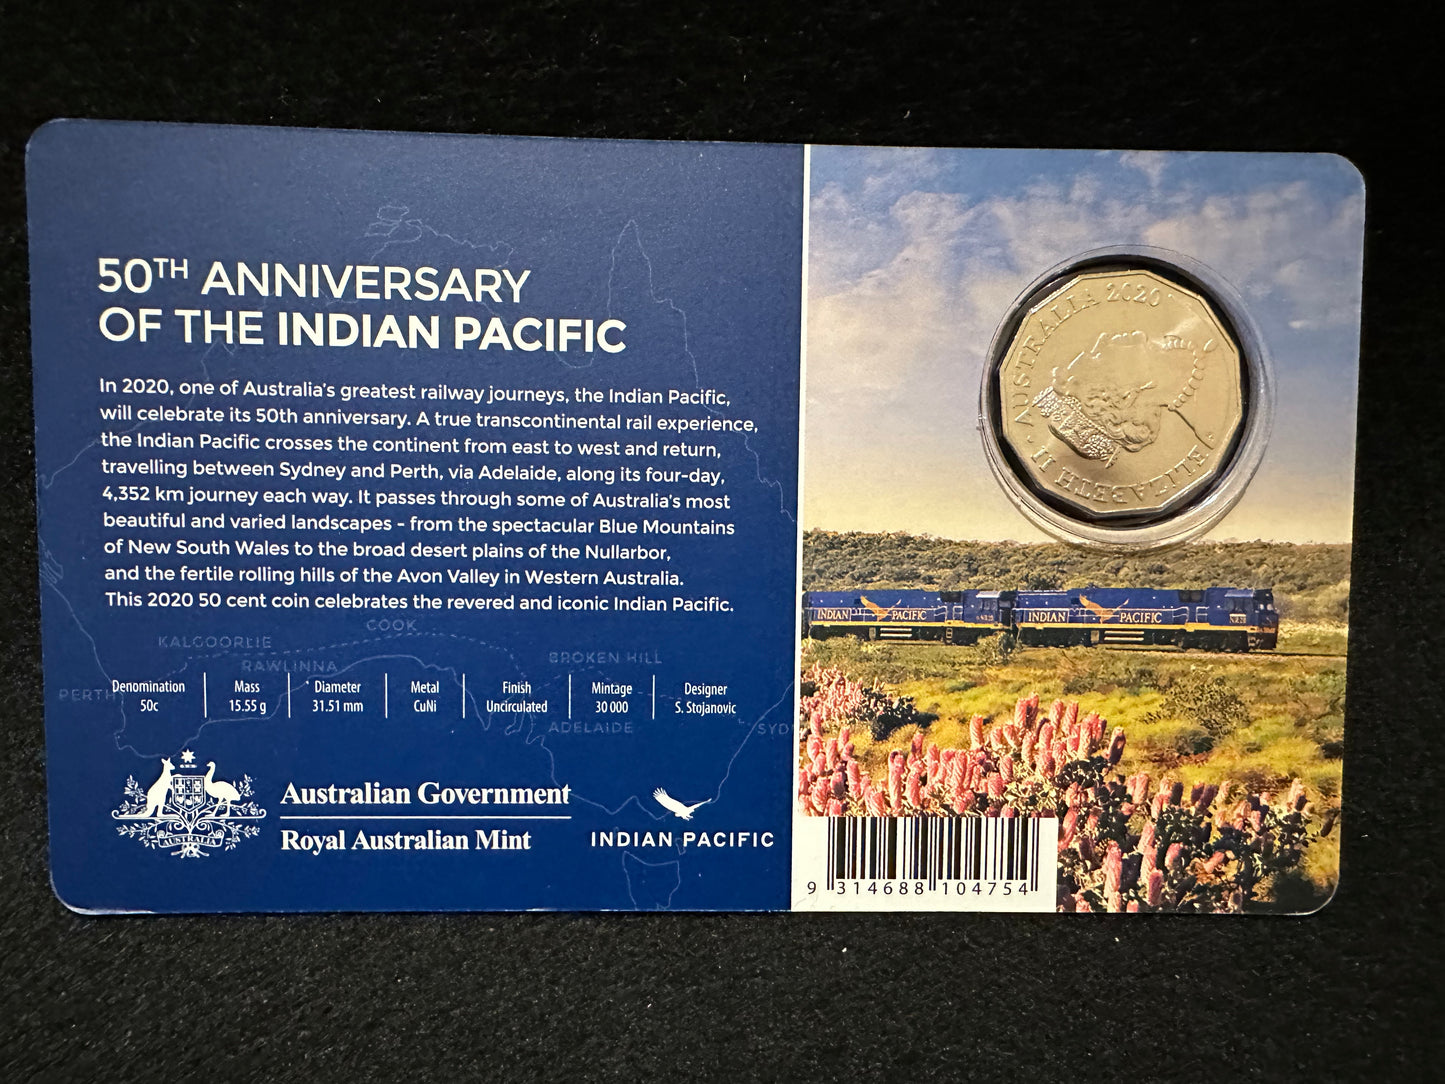 50TH ANNIVERSARY
OF THE INDIAN PACIFIC
In 2020, one of Australia's greatest railway journeys, the Indian Pacific,
will celebrate its 50th anniversary. A true transcontinental rail experience,
the Indian Pacific crosses the continent from east to west and return,
travelling between Sydney and Perth, via Adelaide, along its four-day,
4,352 km journey each way. It passes through some of Australia's most
beautiful and varied landscapes - from the spectacular Blue Mountains
of New South Wales to the broad desert plains of the Nullarbor,
and the fertile rolling hills of the Avon Valley in Western Australia.
This 2020 50 cent coin celebrates the revered and iconic Indian Pacific.
COOK
KALGOORLIE
RAWLINNA
BROKEN HILL
PERTH
Denomination Mass Diameter Metal Finish Mintage Designer
50c 15.55 g 31.51 mm CuNi Uncirculated 30 000 S. Stojanovic
ADELAIDE
SYD
AUSTRALIA
Australian Government
Royal Australian Mint
INDIAN PACIFIC
ELIZABETH II AUSTRALIA 2020
INDIAN PACIFIC
INDIAN PACIFIC
9 314688 104754